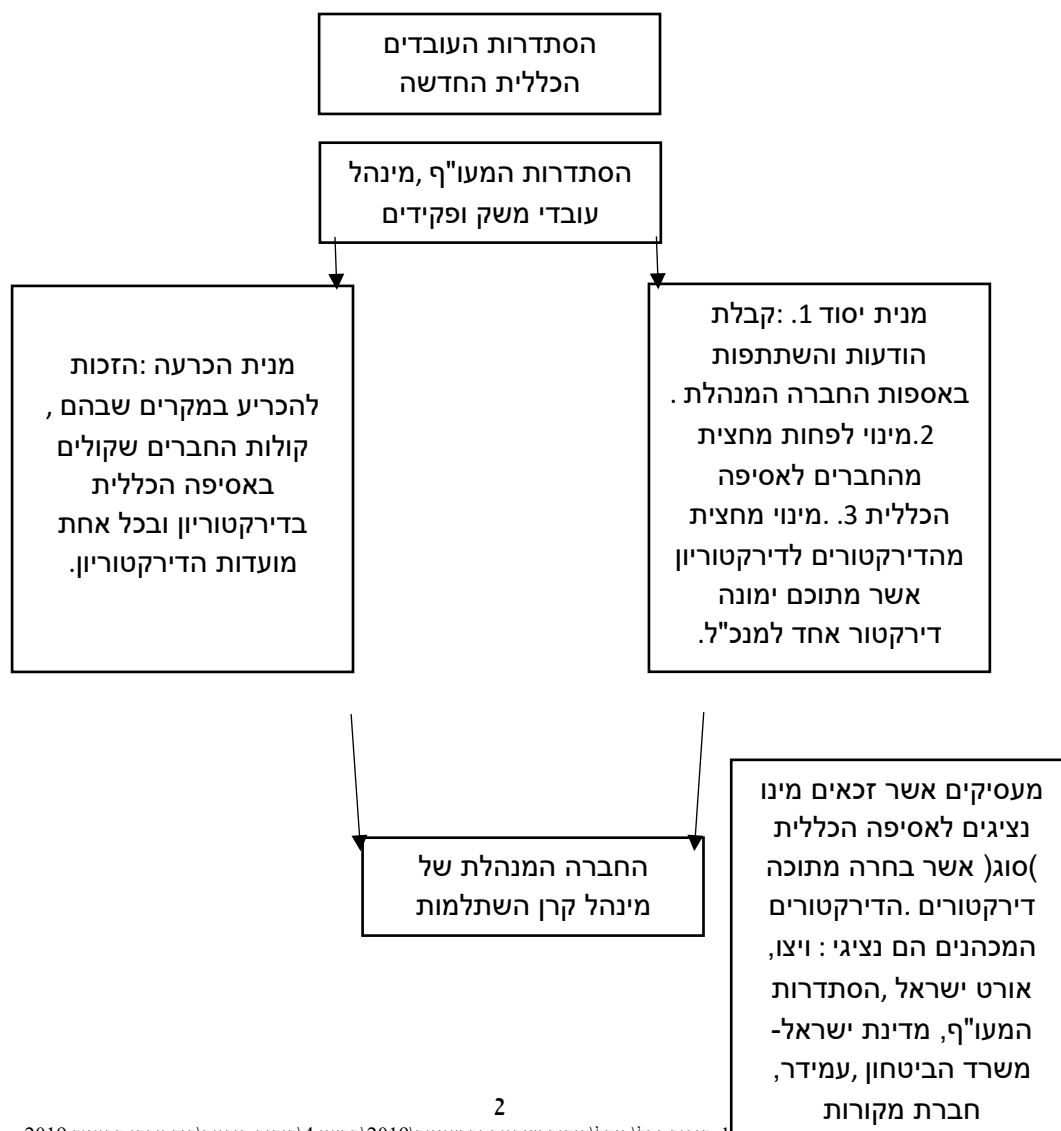 הסתדרות העובדים
הכללית החדשה
הסתדרות המעו"ף ,מינהל
עובדי משק ופקידים
מנית יסוד 1. :קבלת
הודעות והשתתפות
באספות החברה המנהלת .
2.מינוי לפחות מחצית
מהחברים לאסיפה
הכללית 3. .מינוי מחצית
מהדירקטורים לדירקטוריון
אשר מתוכם ימונה
דירקטור אחד למנכ"ל.
מנית הכרעה :הזכות
להכריע במקרים שבהם ,
קולות החברים שקולים
באסיפה הכללית
בדירקטוריון ובכל אחת
מועדות הדירקטוריון.
החברה המנהלת של
מינהל קרן השתלמות
מעסיקים אשר זכאים מינו
נציגים לאסיפה הכללית
)סוג( אשר בחרה מתוכה
דירקטורים .הדירקטורים
המכהנים הם נציגי : ויצו,
אורט ישראל ,הסתדרות
המעו"ף, מדינת ישראל-
משרד הביטחון ,עמידר,
חברת מקורות
2